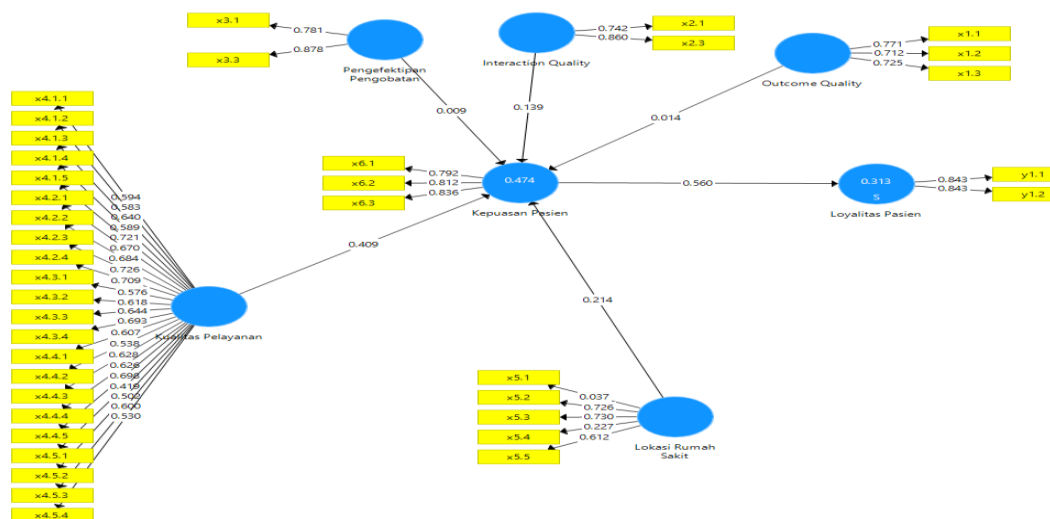 x3.1
0.781
0.878
x3.3
Pengefektipan
Pengobatan
0.742
x2.1
0.860
x2.3
Interaction Quality
0.771
x1.1
0.712
x1.2
0.725
x1.3
Outcome Quality
0.009
0.139
0.014
x6.1
0.792
x6.2
0.812
x6.3
0.836
0.474
Kepuasan Pasien
0.560
0.313
S
Loyalitas Pasien
0.843
y1.1
0.843
y1.2
0.409
0.214
x4.1.1
x4.1.2
x4.1.3
x4.1.4
x4.1.5
x4.2.1
x4.2.2
x4.2.3
x4.2.4
x4.3.1
x4.3.2
x4.3.3
x4.3.4
x4.4.1
x4.4.2
x4.4.3
x4.4.4
x4.4.5
x4.5.1
x4.5.2
x4.5.3
x4.5.4
0.594
0.583
0.640
0.589
0.721
0.670
0.684
0.726
0.709
0.576
0.618
0.644
0.693
0.607
0.538
0.628
0.626
0.698
0.419
0.503
0.600
0.530
Kualitas Pelayanan
x5.1
0.037
x5.2
0.726
x5.3
0.730
x5.4
0.227
x5.5
0.612
Lokasi Rumah
Sakit